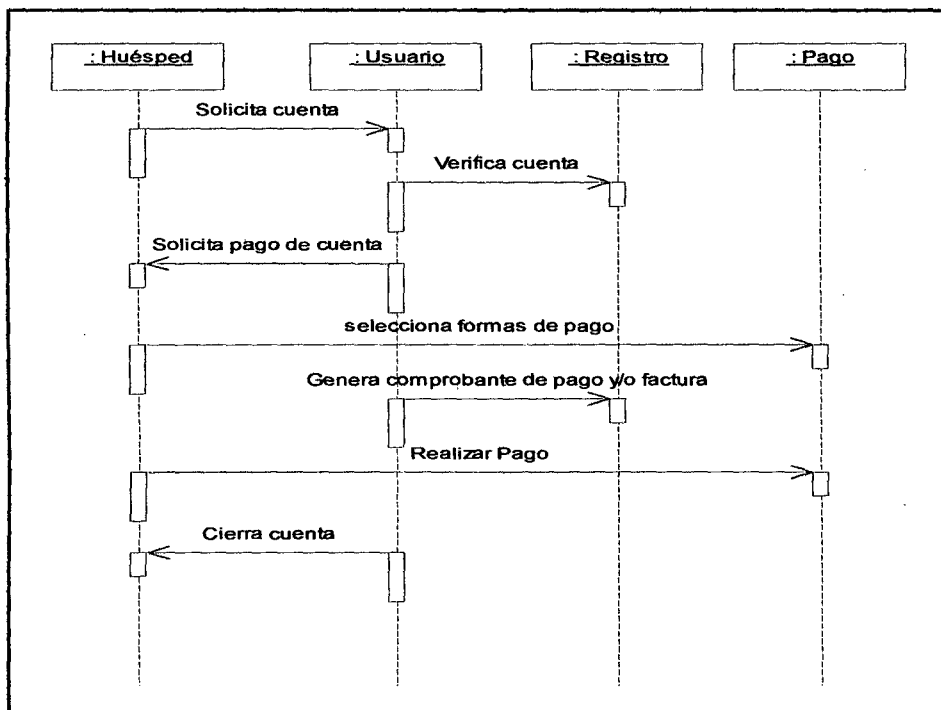 : Huésped
: Usuario
: Registro
: Pago
Solicita cuenta
Verifica cuenta
Solicita pago de cuenta
selecciona formas de pago
Genera comprobante de pago y/o factura
Realizar Pago
Cierra cuenta